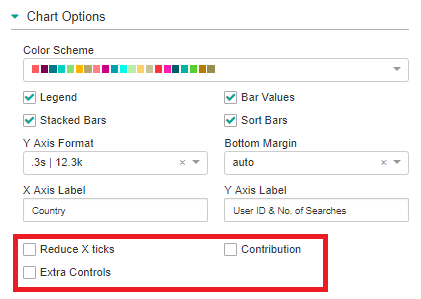 Chart Options
Color Scheme
Legend
Bar Values
Stacked Bars
Sort Bars
Y Axis Format
Bottom Margin
.3s | 12.3k ×
auto ×
X Axis Label
Y Axis Label
Country
User ID & No. of Searches
Reduce X ticks
Contribution
Extra Controls